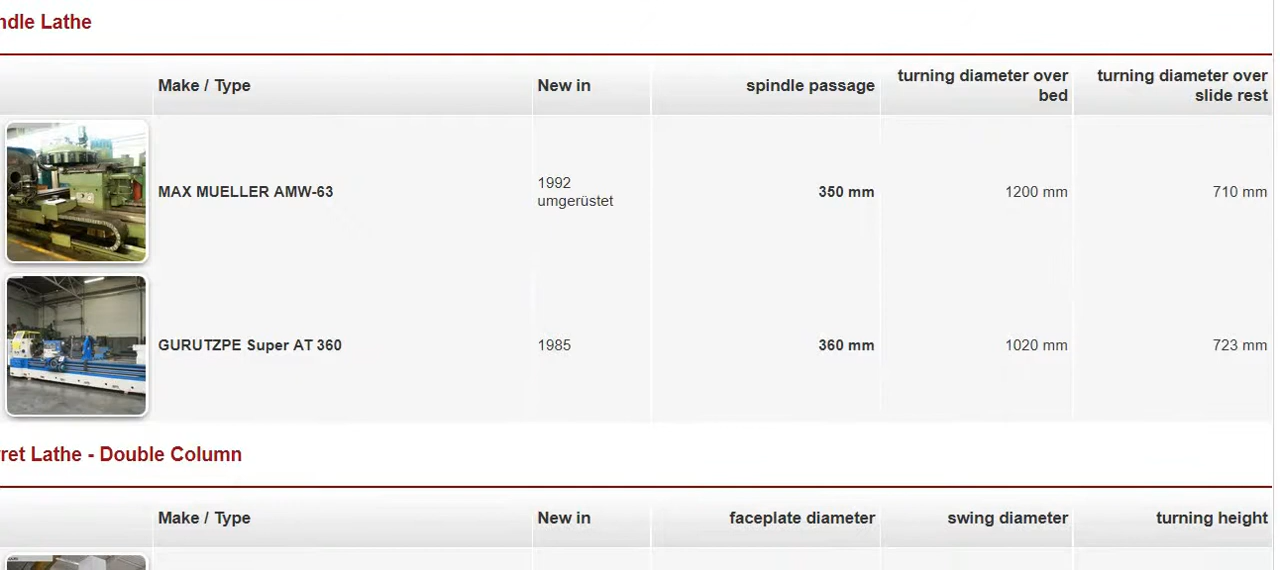 ndle Lathe
Make / Type New in spindle passage turning diameter over bed turning diameter over slide rest
MAX MUELLER AMW-63 1992 umgerüstet 350 mm 1200 mm 710 mm
GURUTZPE Super AT 360 1985 360 mm 1020 mm 723 mm
ret Lathe - Double Column
Make / Type New in faceplate diameter swing diameter turning height